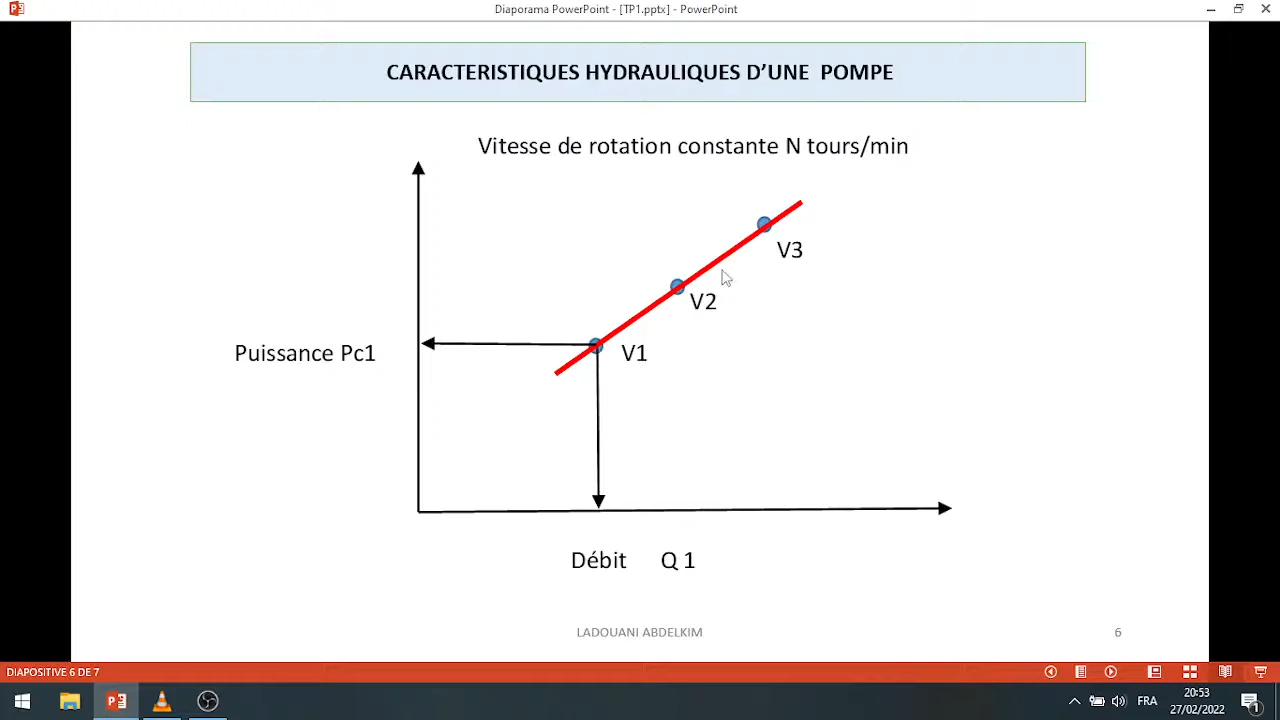 Diaporama PowerPoint - [TP1.pptx] - PowerPoint
CARACTERISTIQUES HYDRAULIQUES D’UNE POMPE
Vitesse de rotation constante N tours/min
V3
V2
Puissance Pc1
V1
Débit Q 1
LADOUANI ABDELKIM
6
DIAPOSITIVE 6 DE 7
FRA
20:53
27/02/2022
1